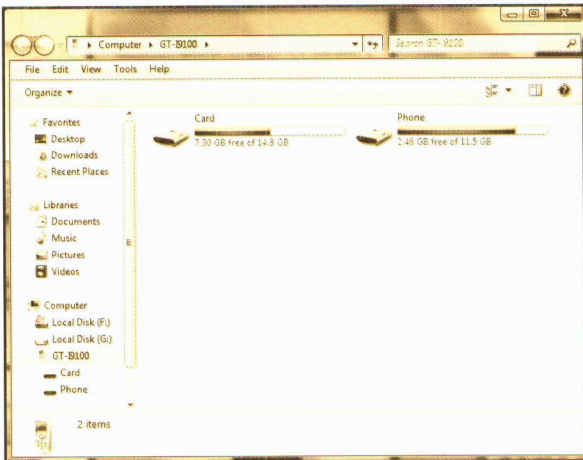 Computer ▸ GT-I9100 ▸
Search GT-I9100
File Edit View Tools Help
Organize
Favorites
Desktop
Downloads
Recent Places
Libraries
Documents
Music
Pictures
Videos
Computer
Local Disk (F:)
Local Disk (G:)
GT-I9100
Card
Phone
Card
7.30 GB free of 14.8 GB
Phone
2.46 GB free of 11.5 GB
2 items